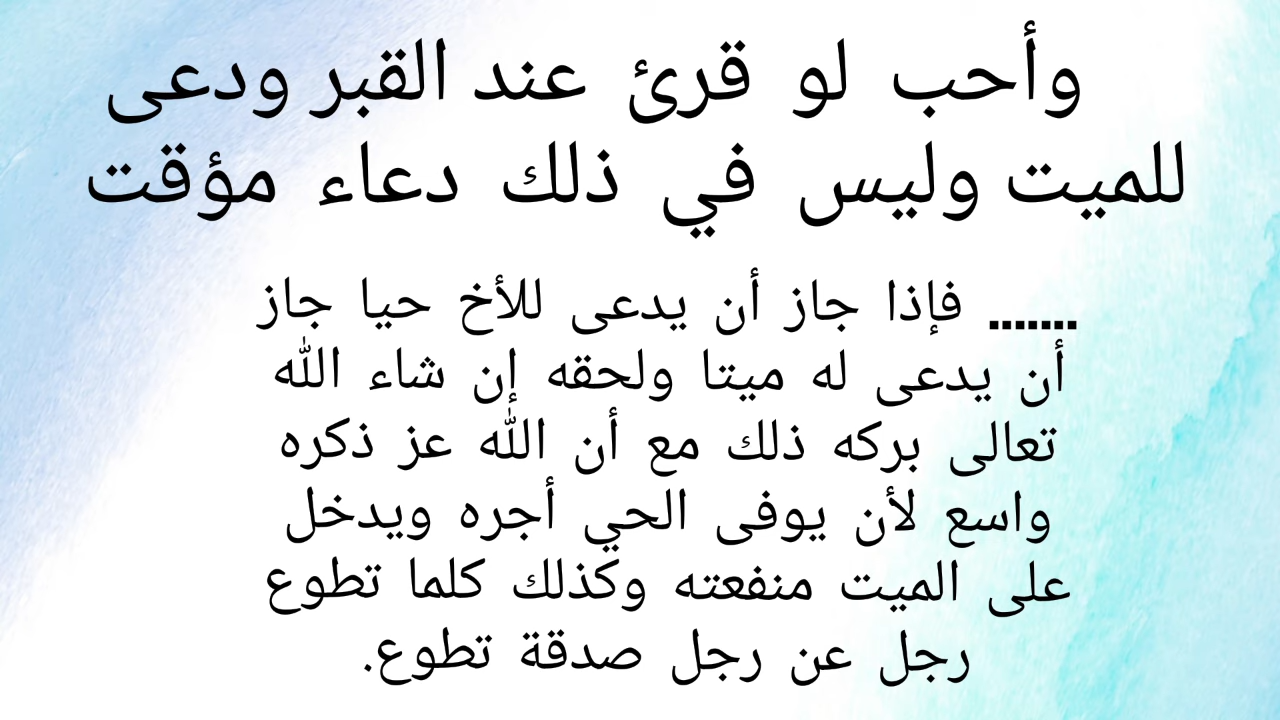 وأحب لو قرئ عند القبر ودعى
للميت وليس في ذلك دعاء مؤقت
....... فإذا جاز أن يدعى للأخ حيا جاز
أن يدعى له ميتا ولحقه إن شاء الله
تعالى بركه ذلك مع أن الله عز ذكره
واسع لأن يوفى الحي أجره ويدخل
على الميت منفعته وكذلك كلما تطوع
رجل عن رجل صدقة تطوع.